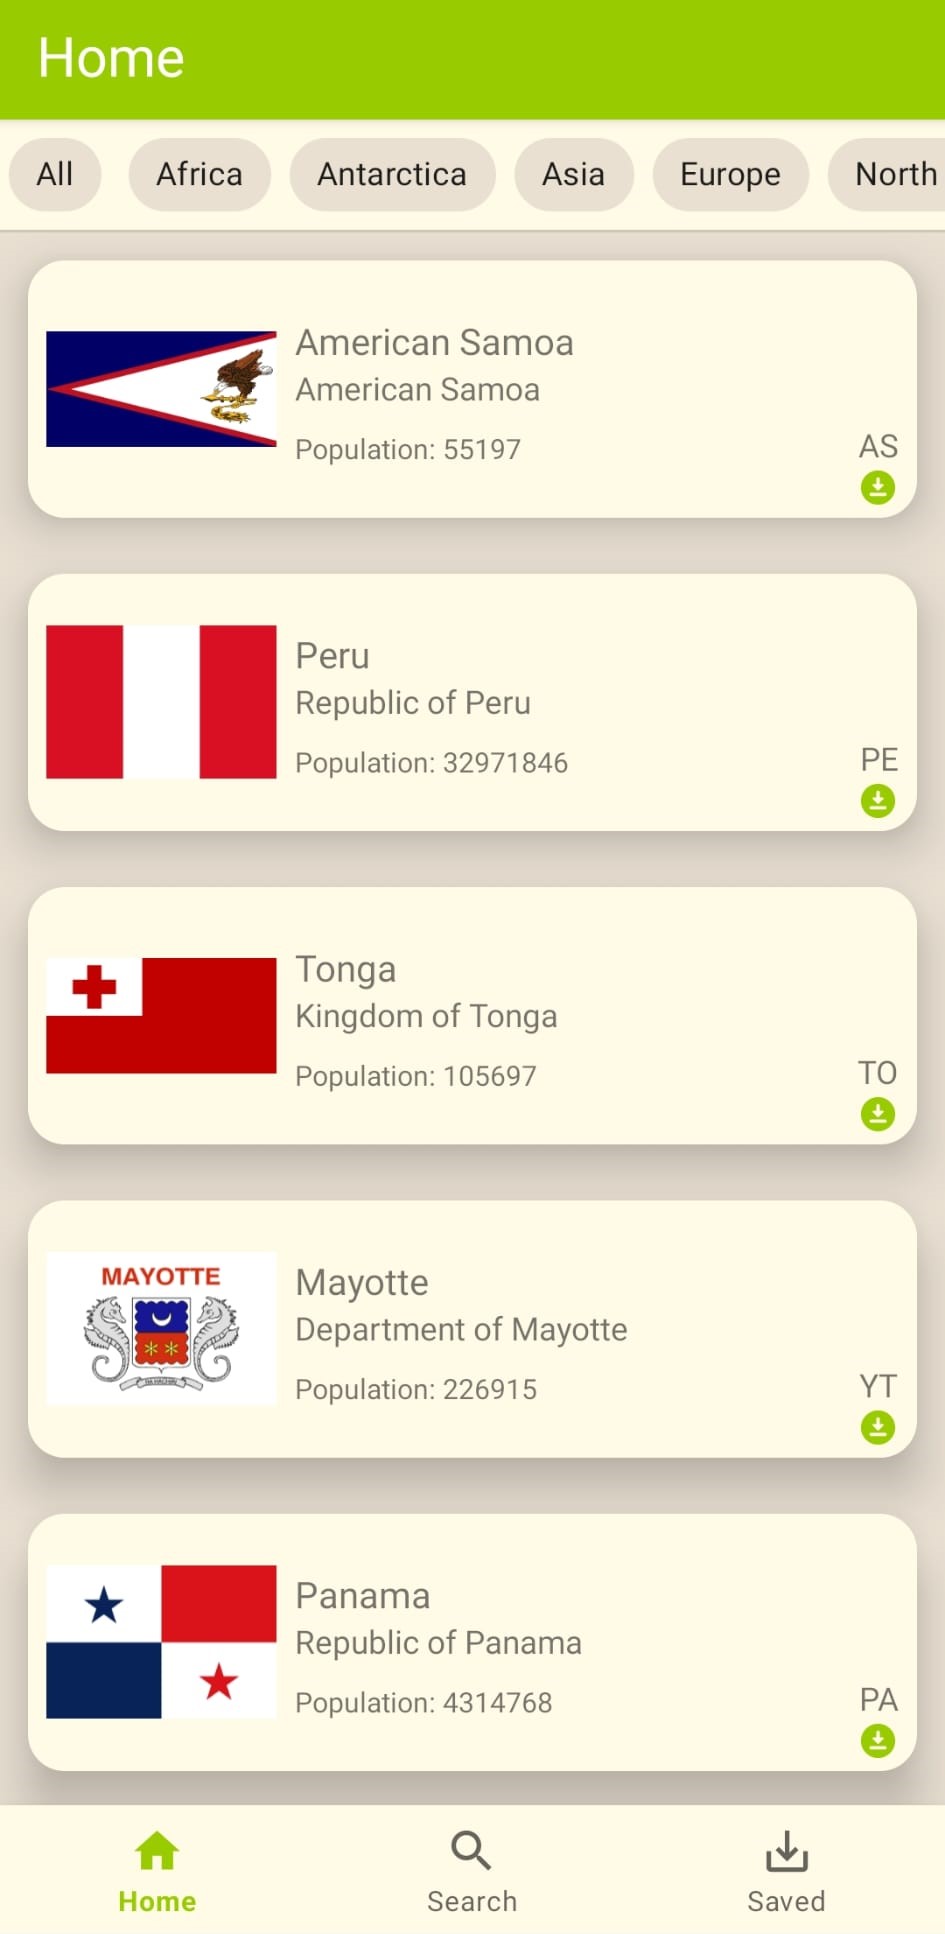 Home
All Africa Antarctica Asia Europe North
American Samoa
American Samoa
Population: 55197
AS
Peru
Republic of Peru
Population: 32971846
PE
Tonga
Kingdom of Tonga
Population: 105697
TO
MAYOTTE
Mayotte
Department of Mayotte
Population: 226915
YT
Panama
Republic of Panama
Population: 4314768
PA
Home Search Saved